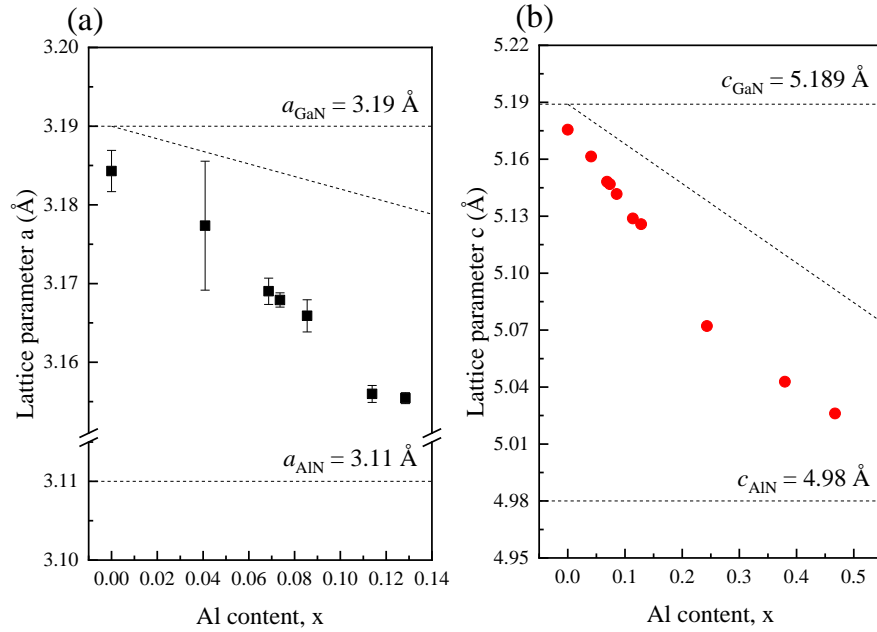 (a)
3.20
3.19
3.18
3.17
3.16
3.11
3.10
Lattice parameter a (Å)
a_GaN = 3.19 Å
a_AlN = 3.11 Å
0.00 0.02 0.04 0.06 0.08 0.10 0.12 0.14
Al content, x
(b)
5.22
5.19
5.16
5.13
5.10
5.07
5.04
5.01
4.98
4.95
Lattice parameter c (Å)
c_GaN = 5.189 Å
c_AlN = 4.98 Å
0.0 0.1 0.2 0.3 0.4 0.5
Al content, x